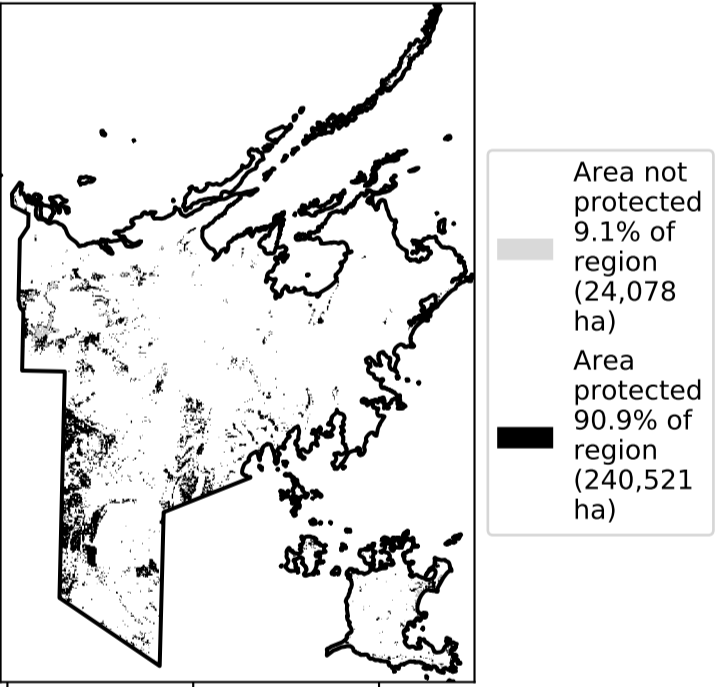 Area not
protected
9.1% of
region
(24,078
ha)
Area
protected
90.9% of
region
(240,521
ha)